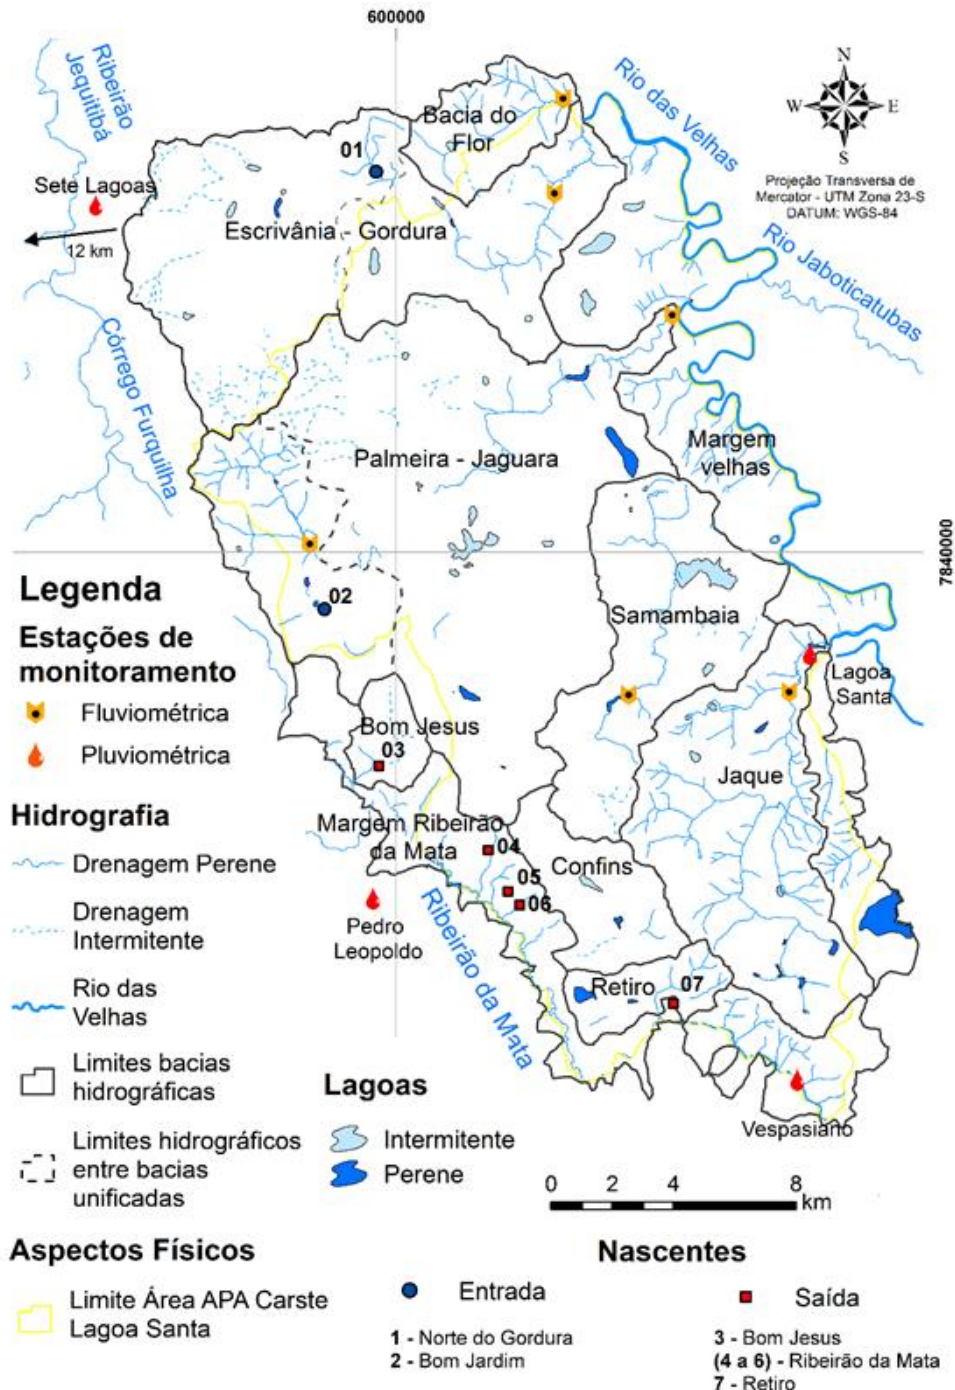 600000
Ribeirão
Jequitibá
Bacia do
Flor
Rio das Velhas
N
W
E
S
01
Sete Lagoas
Projeção Transversa de
Mercator - UTM Zona 23-S
DATUM: WGS-84
12 km
Escrivânia - Gordura
Rio Jaboticatubas
Córrego Furquilha
Margem
velhas
Palmeira - Jaguara
7840000
02
Samambaia
Lagoa
Santa
Bom Jesus
03
Jaque
Margem Ribeirão
da Mata
04
Confins
05
06
Pedro
Leopoldo
Ribeirão da Mata
Retiro
07
Vespasiano
Legenda
Estações de
monitoramento
Fluviométrica
Pluviométrica
Hidrografia
Drenagem Perene
Drenagem
Intermitente
Rio das
Velhas
Limites bacias
hidrográficas
Limites hidrográficos
entre bacias
unificadas
Lagoas
Intermitente
Perene
0 2 4 8
km
Aspectos Físicos
Limite Área APA Carste
Lagoa Santa
Nascentes
Entrada
1 - Norte do Gordura
2 - Bom Jardim
Saída
3 - Bom Jesus
(4 a 6) - Ribeirão da Mata
7 - Retiro